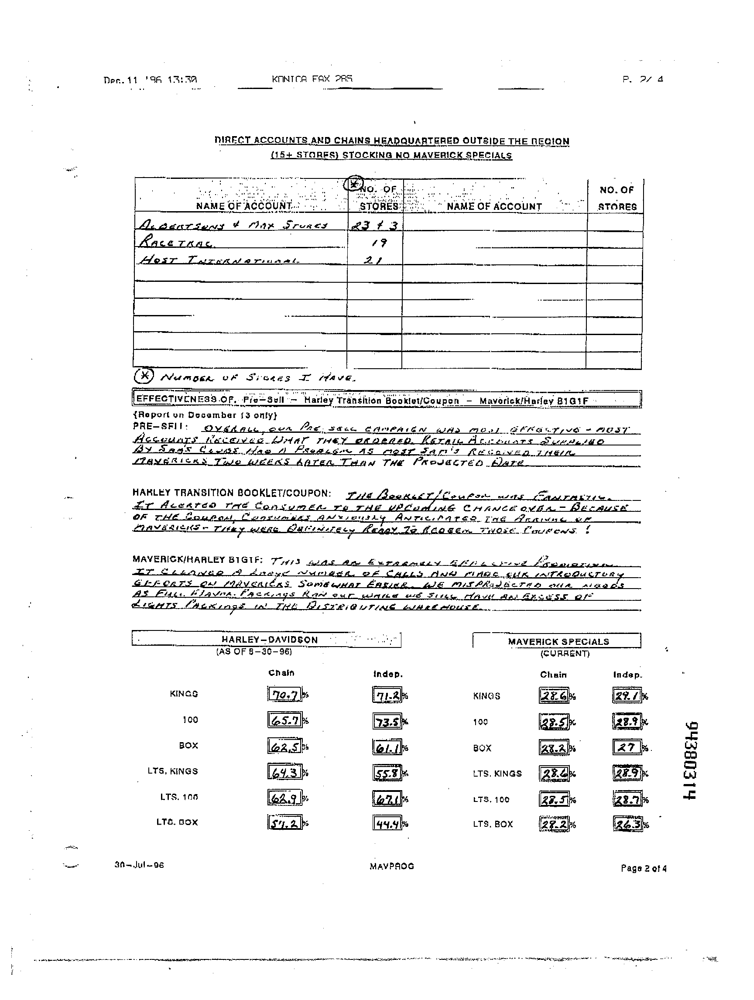 Dec.11 '96 13:30 KONICA FAX 285 P. 2/ 4
DIRECT ACCOUNTS AND CHAINS HEADQUARTERED OUTSIDE THE REGION
(15+ STORES) STOCKING NO MAVERICK SPECIALS
NAME OF ACCOUNT (*) NO. OF STORES NAME OF ACCOUNT NO. OF STORES
ALBERTSONS & MAX STORES 23 + 3
RACETRAC 19
HOST INTERNATIONAL 21
(*) NUMBER OF STORES I HAVE.
EFFECTIVENESS OF Pre-Sell - Harley Transition Booklet/Coupon - Maverick/Harley B1G1F
{Report on December 13 only}
PRE-SELL: OVERALL OUR PRE SELL CAMPAIGN WAS MOST EFFECTIVE - MOST
ACCOUNTS RECEIVED WHAT THEY ORDERED. RETAIL ACCOUNTS SUPPLIED
BY SAM'S CLUBS HAD A PROBLEM AS MOST SAM'S RECEIVED THEIR
MAVERICKS TWO WEEKS LATER THAN THE PROJECTED DATE
HARLEY TRANSITION BOOKLET/COUPON: THE BOOKLET/COUPON WAS FANTASTIC.
IT ALERTED THE CONSUMER TO THE UPCOMING CHANGEOVER - BECAUSE
OF THE COUPON, CONSUMERS ANXIOUSLY ANTICIPATED THE ARRIVAL OF
MAVERICKS - THEY WERE DEFINITELY READY TO REDEEM THOSE COUPONS!
MAVERICK/HARLEY B1G1F: THIS WAS AN EXTREMELY EFFECTIVE PROMOTION.
IT A LARGE NUMBER OF CALLS AND MADE OUR INTRODUCTORY
EFFORTS ON MAVERICKS SOMEWHAT EASIER. WE MISPROJECTED OUR NEEDS
AS FULL FLAVOR PACKINGS RAN OUT WHILE WE STILL HAVE AN EXCESS OF
LIGHTS PACKINGS IN THE DISTRIBUTING WAREHOUSE.
HARLEY-DAVIDSON MAVERICK SPECIALS
(AS OF 8-30-96) (CURRENT)
Chain Indep. Chain Indep.
KINGS 70.7% 71.2% KINGS 28.6% 29.1%
100 65.7% 73.5% 100 28.5% 28.9%
BOX 62.5% 61.1% BOX 28.2% 27%
LTS. KINGS 64.3% 55.8% LTS. KINGS 28.6% 28.9%
LTS. 100 62.9% 67.1% LTS. 100 28.5% 28.7%
LTS. BOX 57.2% 44.4% LTS. BOX 28.2% 26.3%
94380314
30-Jul-96 MAVPROG Page 2 of 4